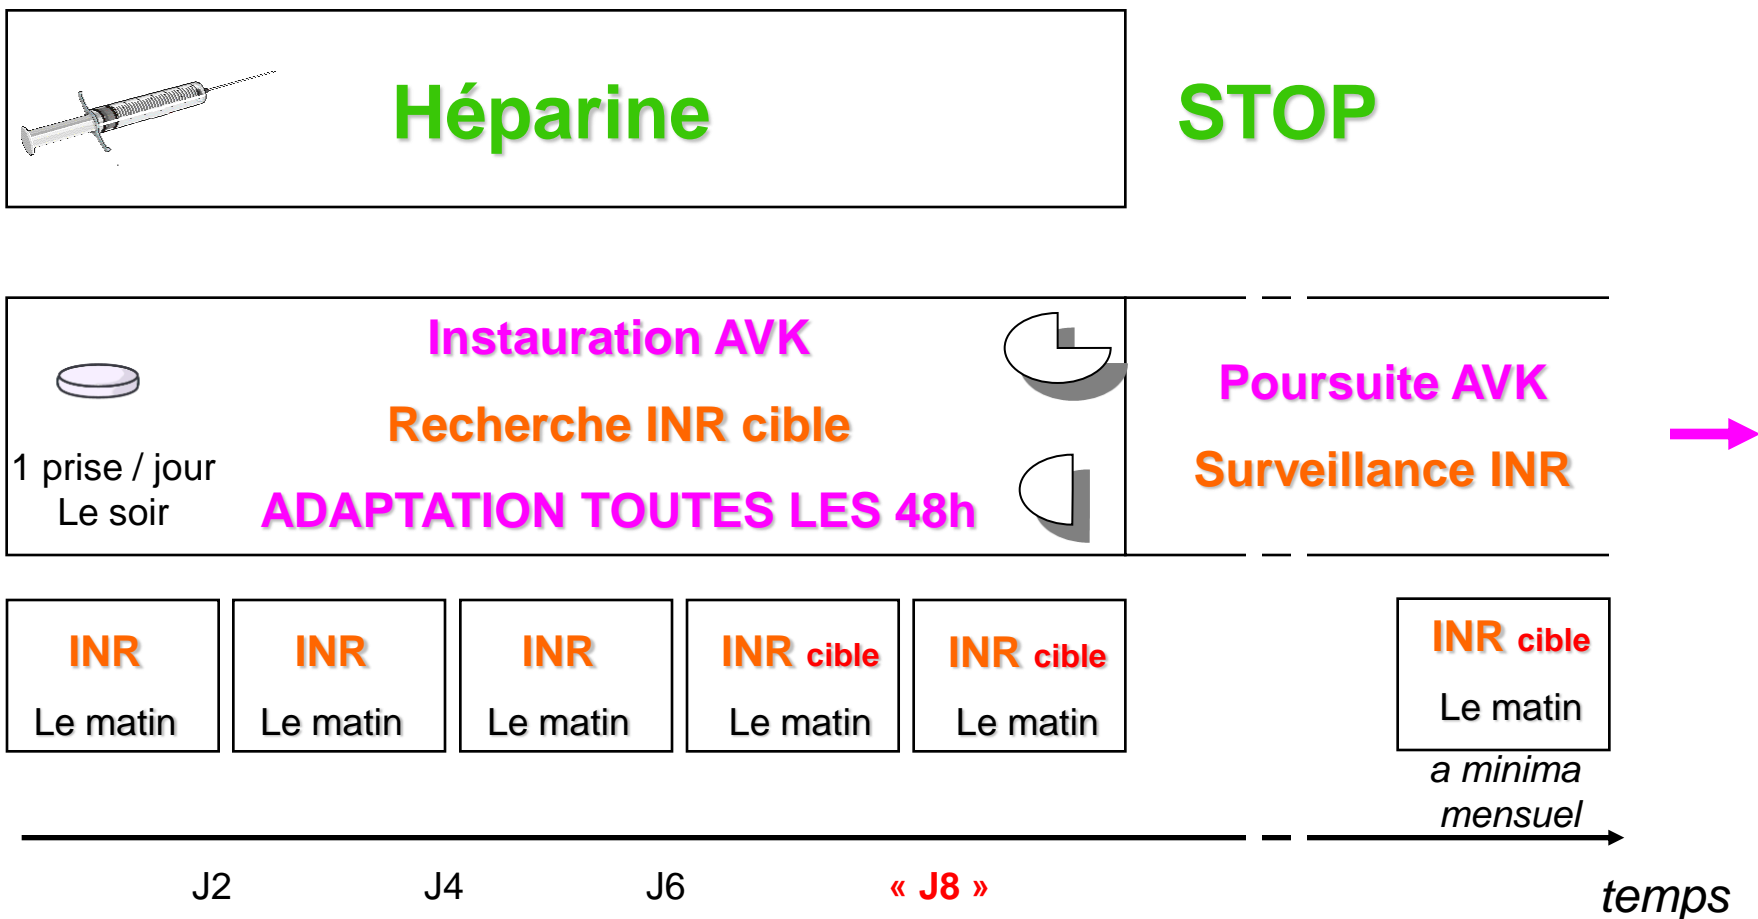 Héparine
STOP
Instauration AVK
Recherche INR cible
ADAPTATION TOUTES LES 48h
1 prise / jour
Le soir
Poursuite AVK
Surveillance INR
INR
Le matin
INR
Le matin
INR
Le matin
INR cible
Le matin
INR cible
Le matin
INR cible
Le matin
a minima
mensuel
J2
J4
J6
« J8 »
temps